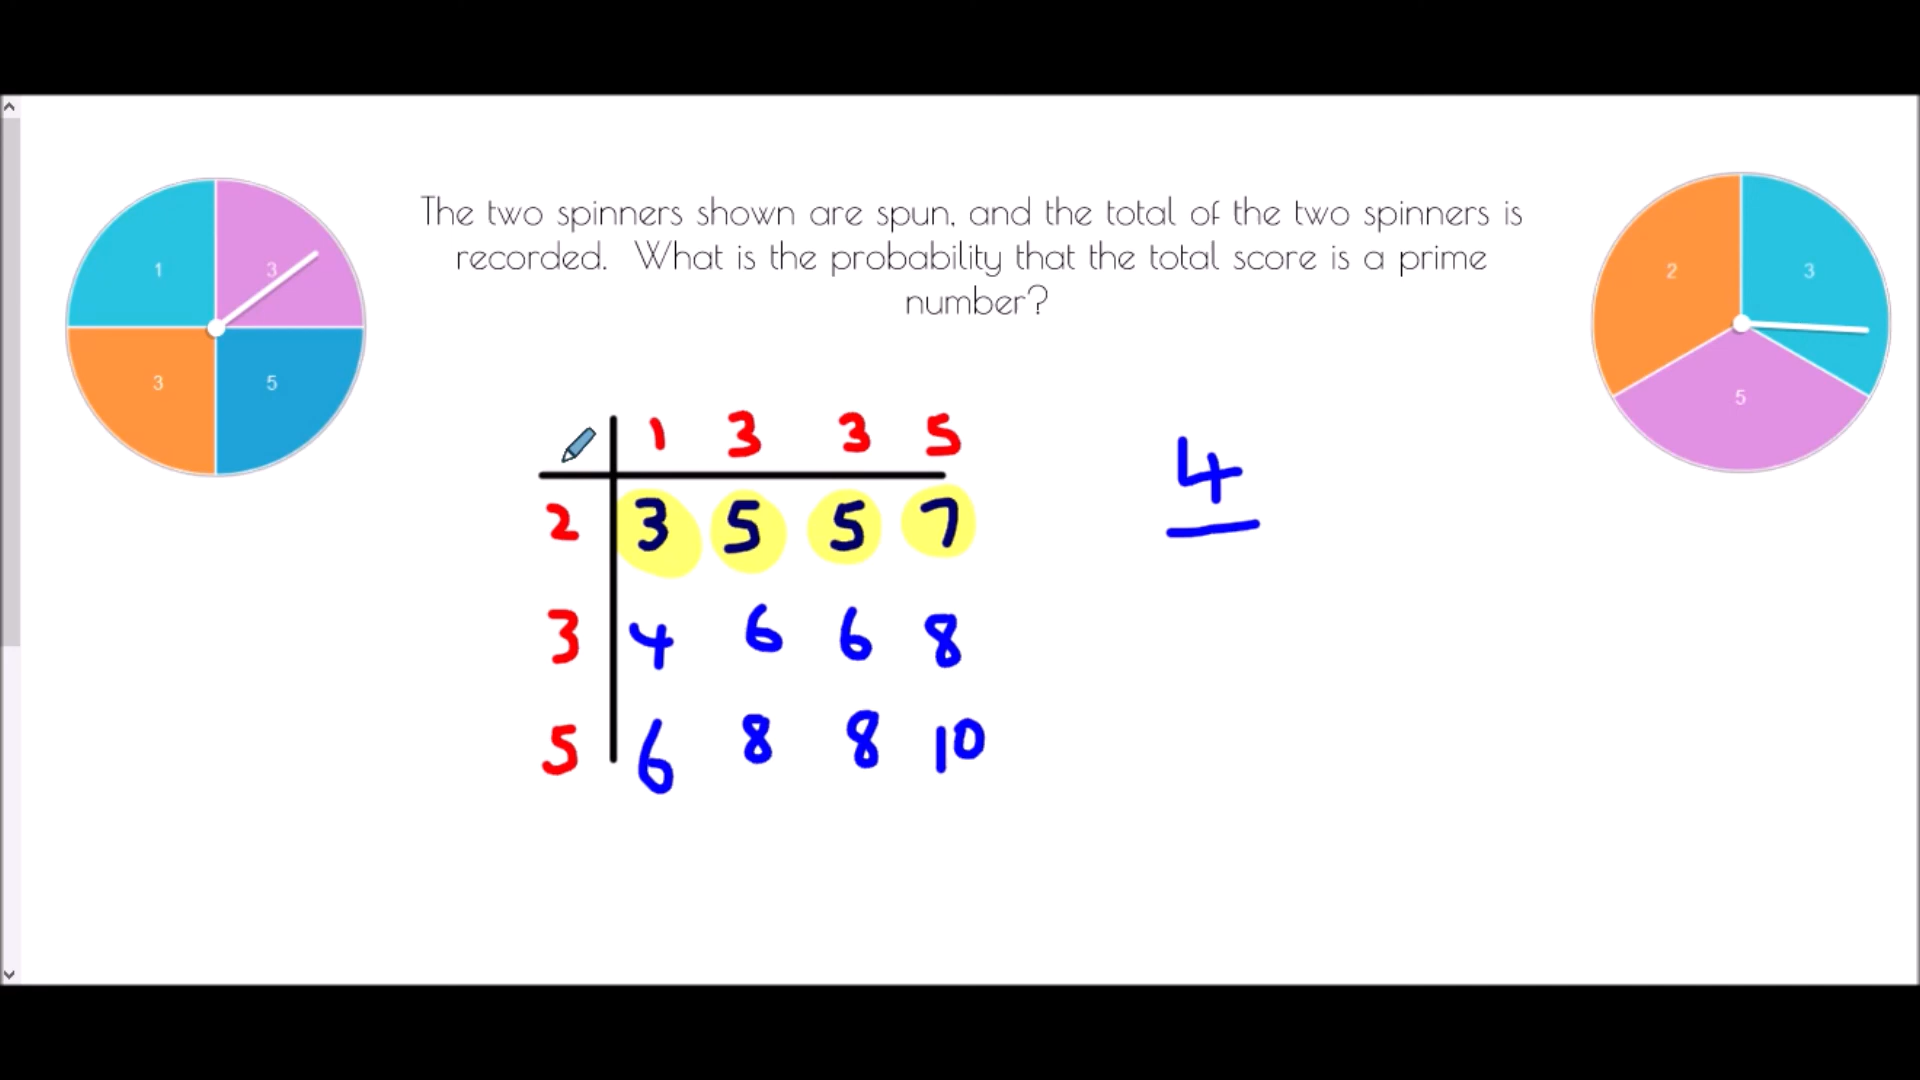 The two spinners shown are spun, and the total of the two spinners is
recorded. What is the probability that the total score is a prime
number?
1 3
3 5
2 3
5
1 3 3 5
2 3 5 5 7
3 4 6 6 8
5 6 8 8 10
4